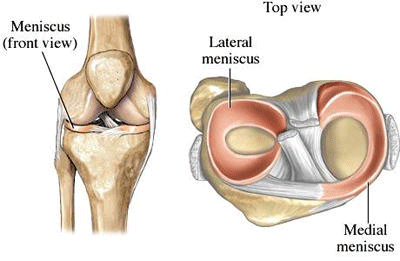 Meniscus
(front view)
Top view
Lateral
meniscus
Medial
meniscus